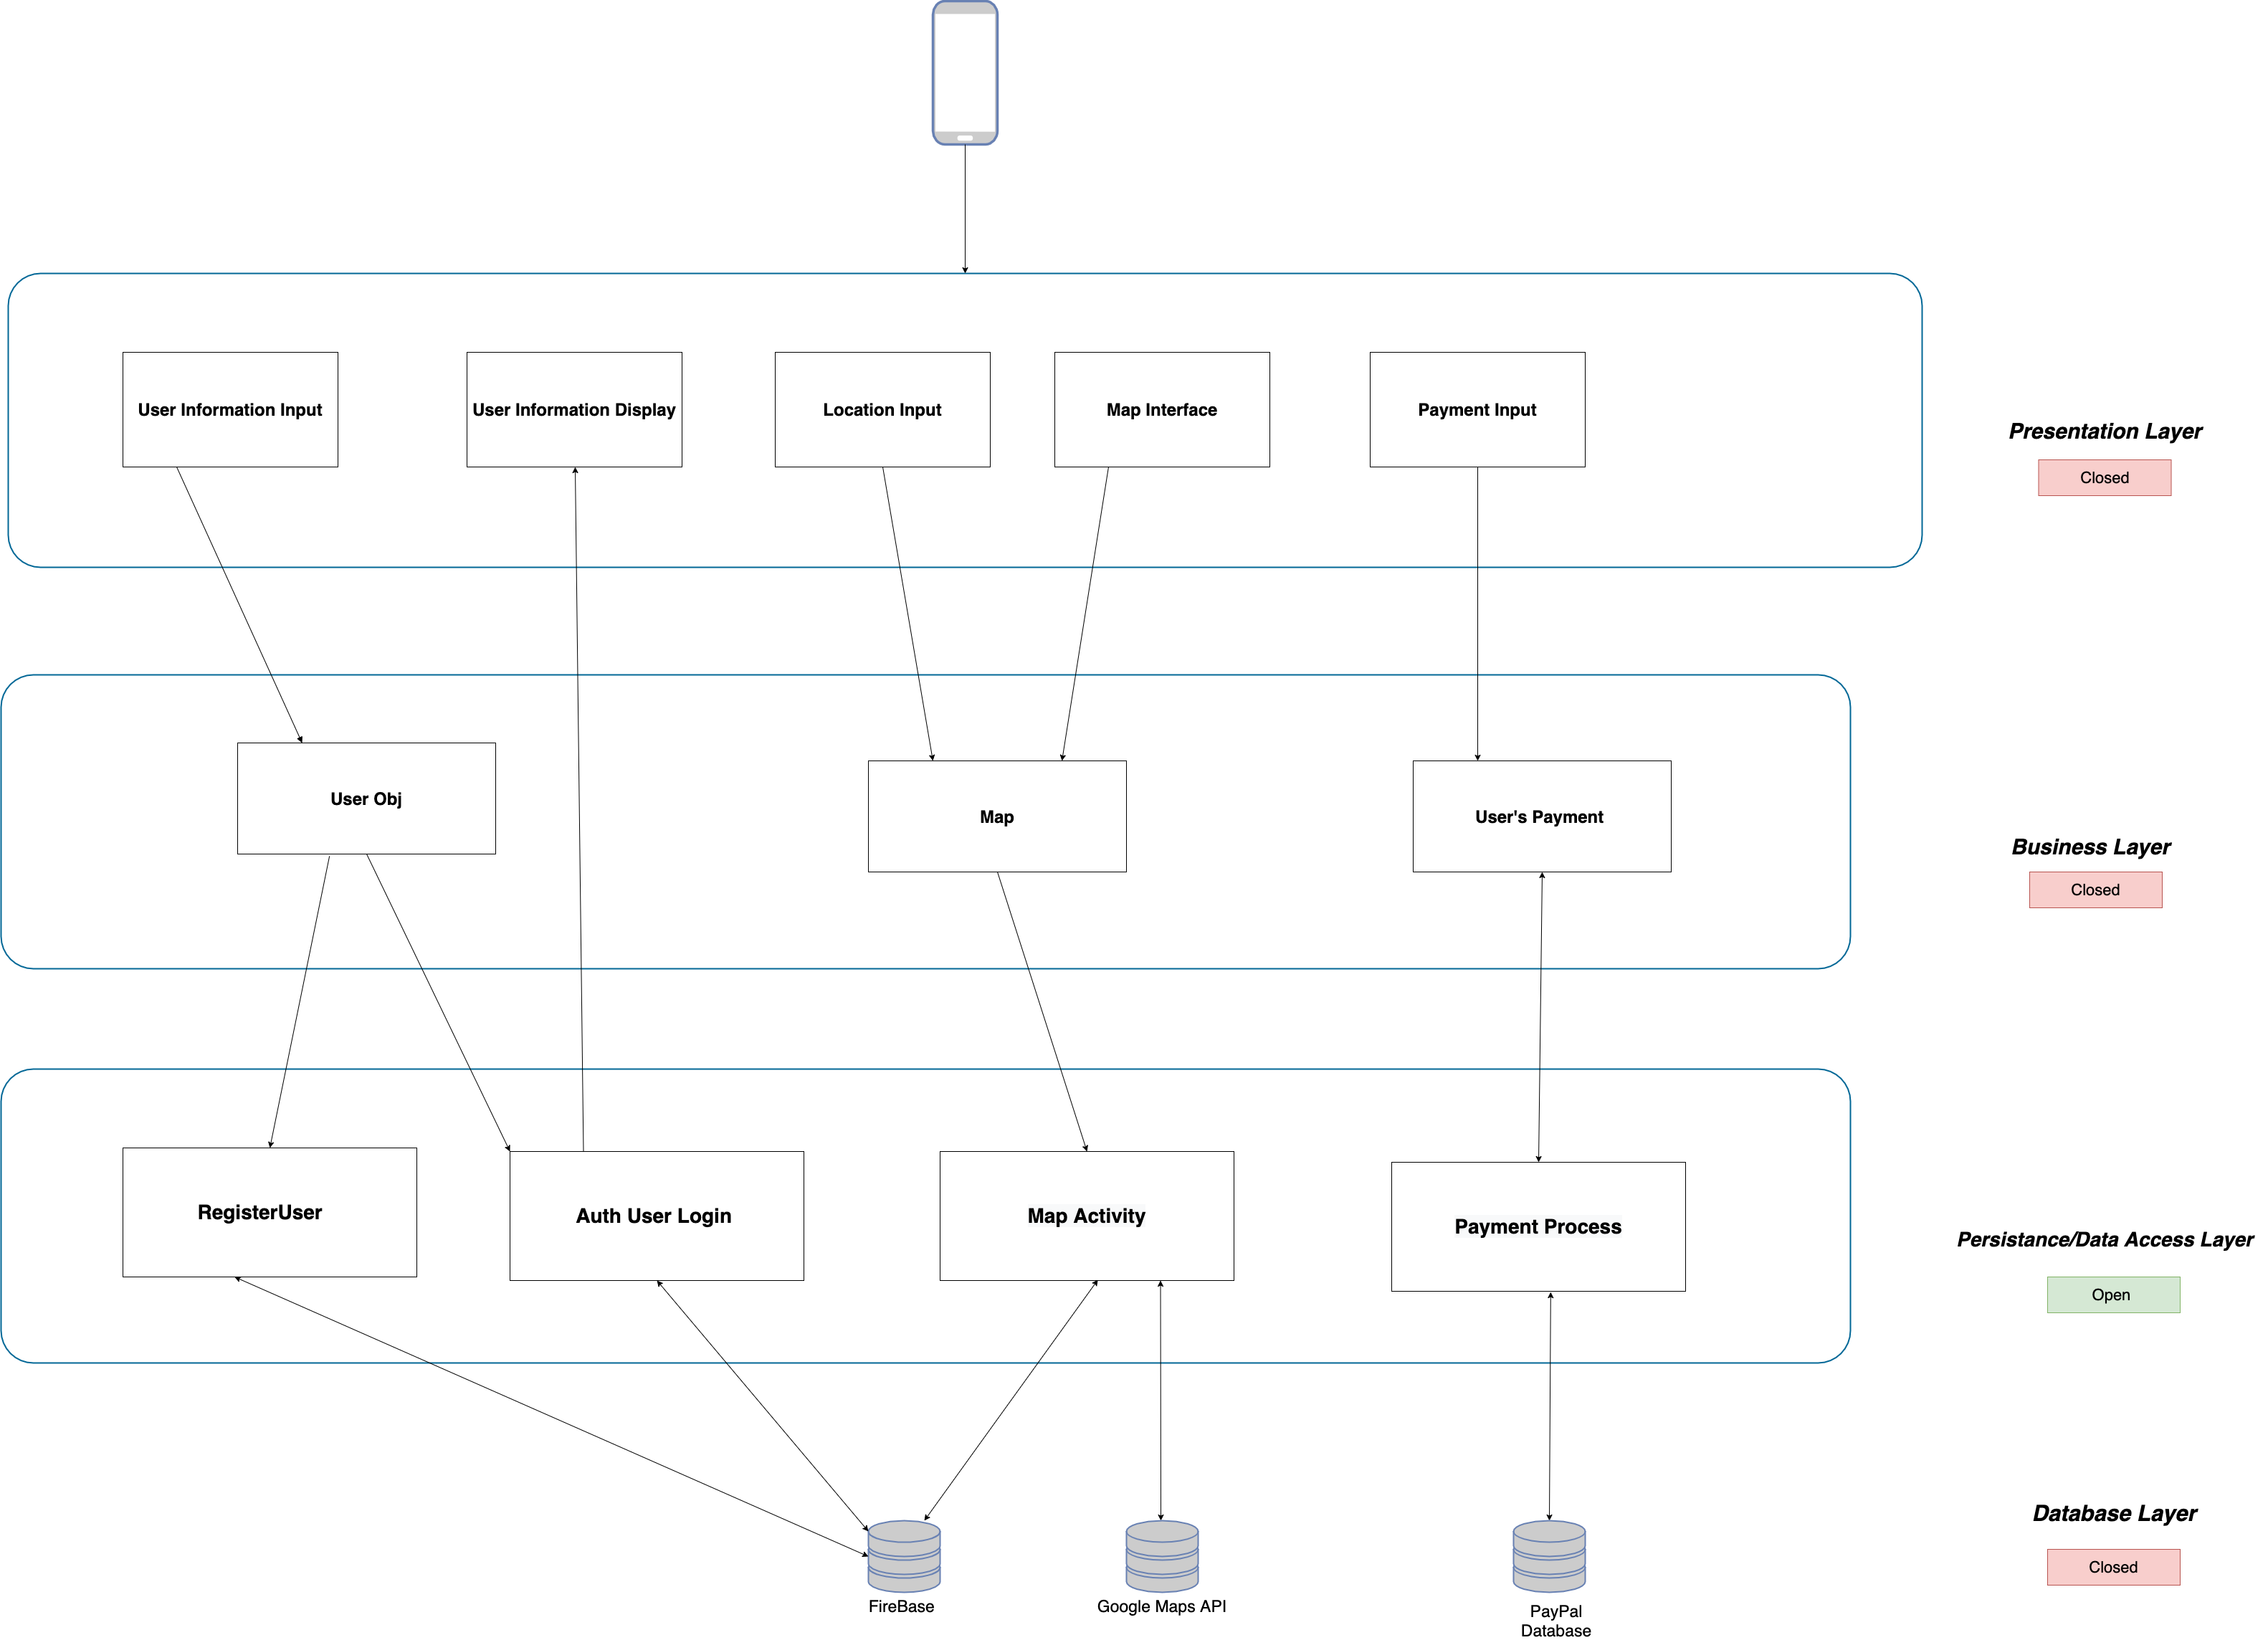 User Information Input
User Information Display
Location Input
Map Interface
Payment Input
Presentation Layer
Closed
User Obj
Map
User's Payment
Business Layer
Closed
RegisterUser
Auth User Login
Map Activity
Payment Process
Persistance/Data Access Layer
Open
Database Layer
Closed
FireBase
Google Maps API
PayPal
Database